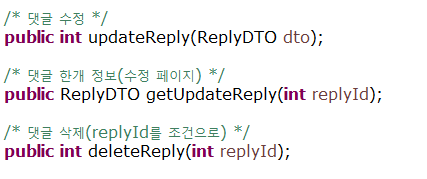 /* 댓글 수정 */
public int updateReply(ReplyDTO dto);
/* 댓글 한개 정보(수정 페이지) */
public ReplyDTO getUpdateReply(int replyId);
/* 댓글 삭제(replyId를 조건으로) */
public int deleteReply(int replyId);